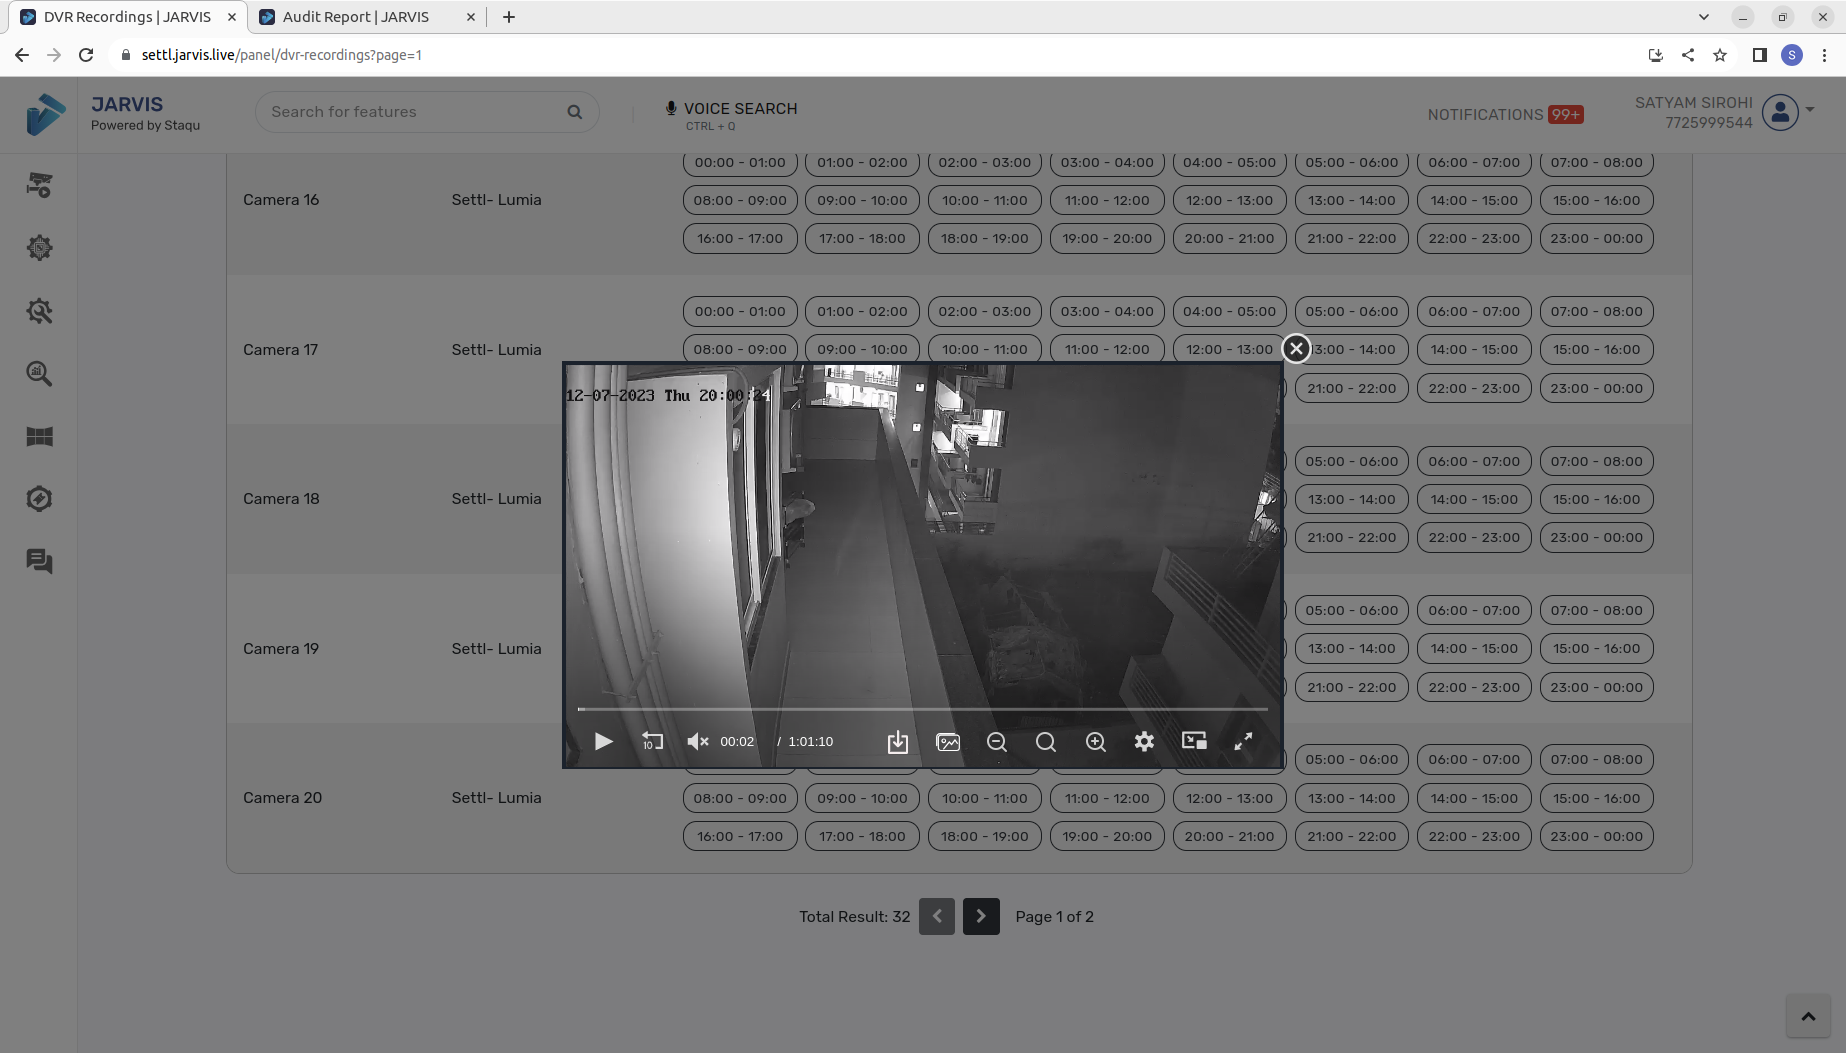 DVR Recordings | JARVIS
Audit Report | JARVIS
settl.jarvis.live/panel/dvr-recordings?page=1
S
JARVIS
Powered by Staqu
Search for features
VOICE SEARCH
CTRL + Q
NOTIFICATIONS 99+
SATYAM SIROHI
7725999544
00:00 - 01:00 01:00 - 02:00 02:00 - 03:00 03:00 - 04:00 04:00 - 05:00 05:00 - 06:00 06:00 - 07:00 07:00 - 08:00
Camera 16 Settl- Lumia 08:00 - 09:00 09:00 - 10:00 10:00 - 11:00 11:00 - 12:00 12:00 - 13:00 13:00 - 14:00 14:00 - 15:00 15:00 - 16:00
16:00 - 17:00 17:00 - 18:00 18:00 - 19:00 19:00 - 20:00 20:00 - 21:00 21:00 - 22:00 22:00 - 23:00 23:00 - 00:00
00:00 - 01:00 01:00 - 02:00 02:00 - 03:00 03:00 - 04:00 04:00 - 05:00 05:00 - 06:00 06:00 - 07:00 07:00 - 08:00
Camera 17 Settl- Lumia 08:00 - 09:00 09:00 - 10:00 10:00 - 11:00 11:00 - 12:00 12:00 - 13:00 3:00 - 14:00 14:00 - 15:00 15:00 - 16:00
21:00 - 22:00 22:00 - 23:00 23:00 - 00:00
12-07-2023 Thu 20:00:24
05:00 - 06:00 06:00 - 07:00 07:00 - 08:00
Camera 18 Settl- Lumia 13:00 - 14:00 14:00 - 15:00 15:00 - 16:00
21:00 - 22:00 22:00 - 23:00 23:00 - 00:00
05:00 - 06:00 06:00 - 07:00 07:00 - 08:00
Camera 19 Settl- Lumia 13:00 - 14:00 14:00 - 15:00 15:00 - 16:00
21:00 - 22:00 22:00 - 23:00 23:00 - 00:00
10 00:02 / 1:01:10
05:00 - 06:00 06:00 - 07:00 07:00 - 08:00
Camera 20 Settl- Lumia 08:00 - 09:00 09:00 - 10:00 10:00 - 11:00 11:00 - 12:00 12:00 - 13:00 13:00 - 14:00 14:00 - 15:00 15:00 - 16:00
16:00 - 17:00 17:00 - 18:00 18:00 - 19:00 19:00 - 20:00 20:00 - 21:00 21:00 - 22:00 22:00 - 23:00 23:00 - 00:00
Total Result: 32 Page 1 of 2